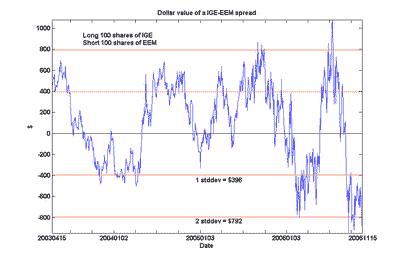 Dollar value of a IGE-EEM spread
Long 100 shares of IGE
Short 100 shares of EEM
1000
800
600
400
200
0
-200
-400
-600
-800
$
1 stddev = $396
2 stddev = $792
20030415
20040102
20050103
20060103
20061115
Date